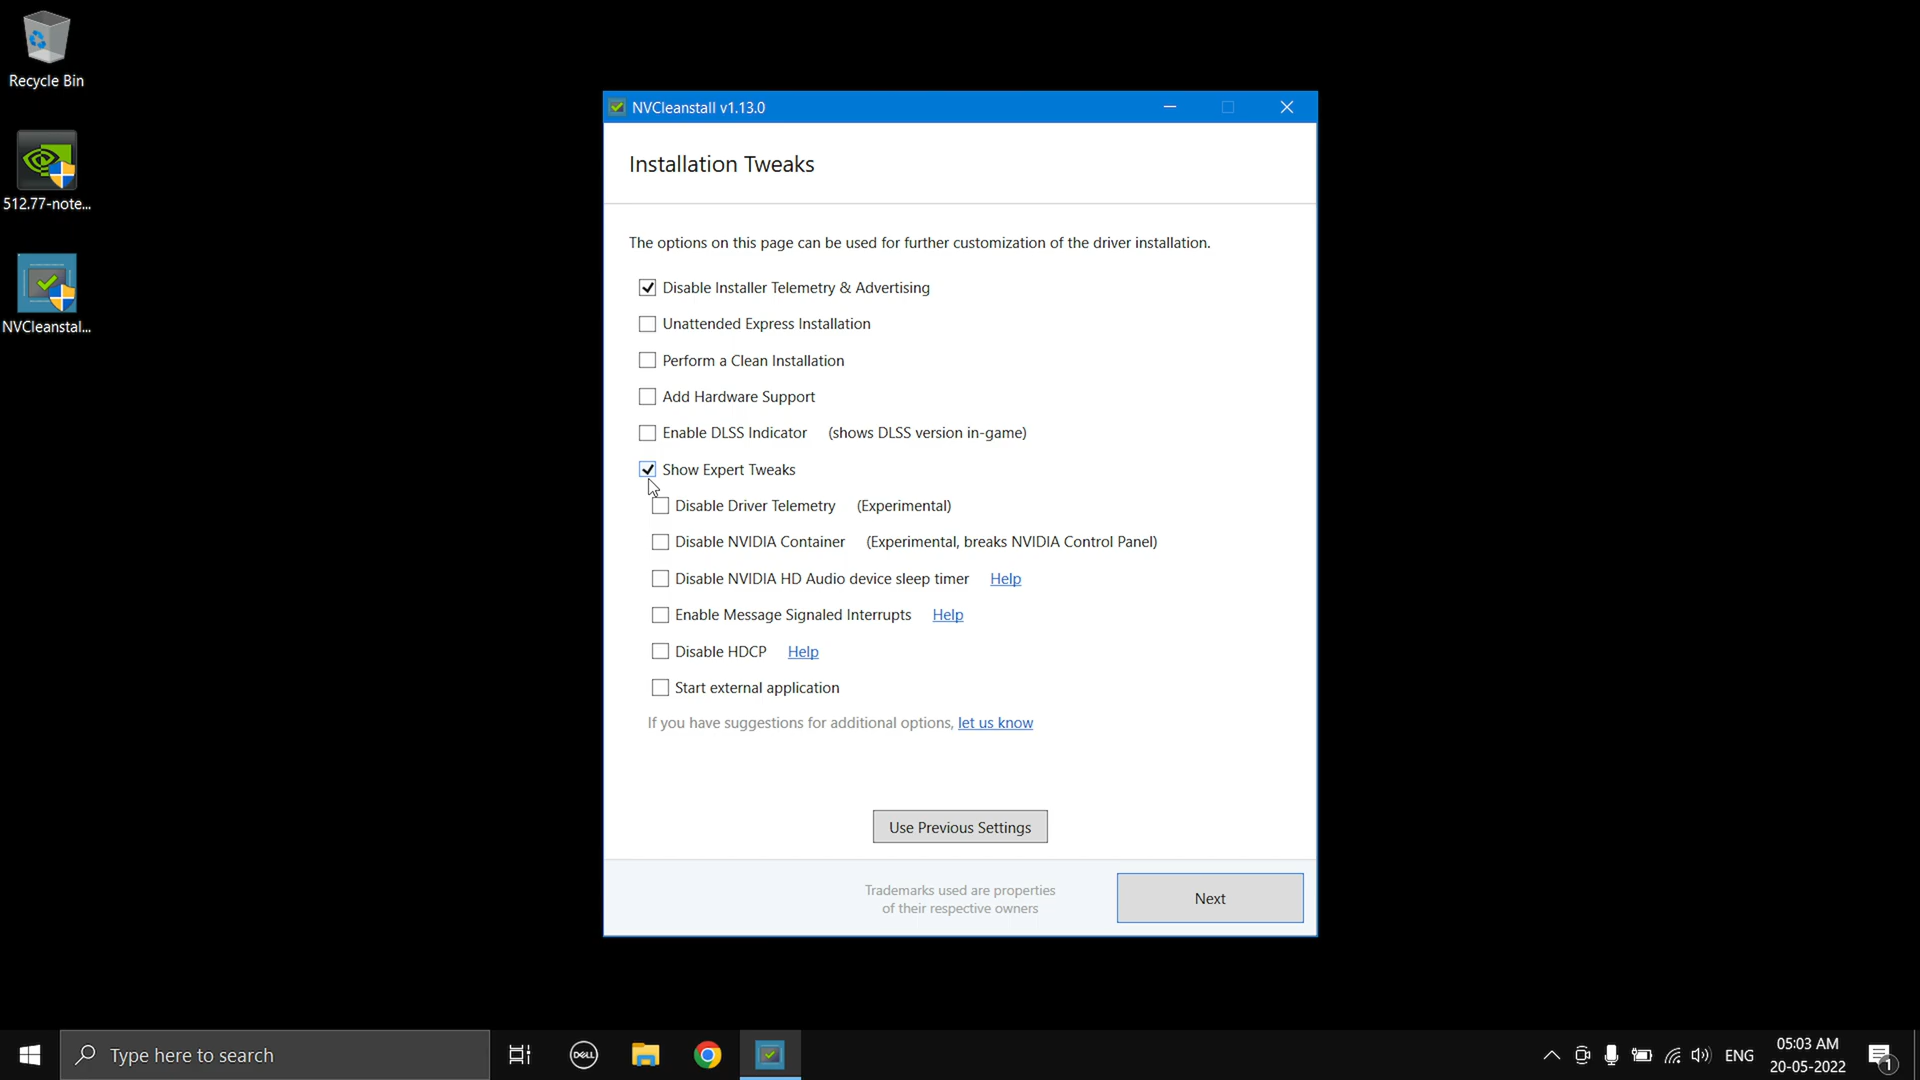 Recycle Bin
512.77-note...
NVCleanstal...
NVCleanstall v1.13.0
Installation Tweaks
The options on this page can be used for further customization of the driver installation.
Disable Installer Telemetry & Advertising
Unattended Express Installation
Perform a Clean Installation
Add Hardware Support
Enable DLSS Indicator (shows DLSS version in-game)
Show Expert Tweaks
Disable Driver Telemetry (Experimental)
Disable NVIDIA Container (Experimental, breaks NVIDIA Control Panel)
Disable NVIDIA HD Audio device sleep timer Help
Enable Message Signaled Interrupts Help
Disable HDCP Help
Start external application
If you have suggestions for additional options, let us know
Use Previous Settings
Trademarks used are properties
of their respective owners
Next
Type here to search
DELL
ENG
05:03 AM
20-05-2022
1